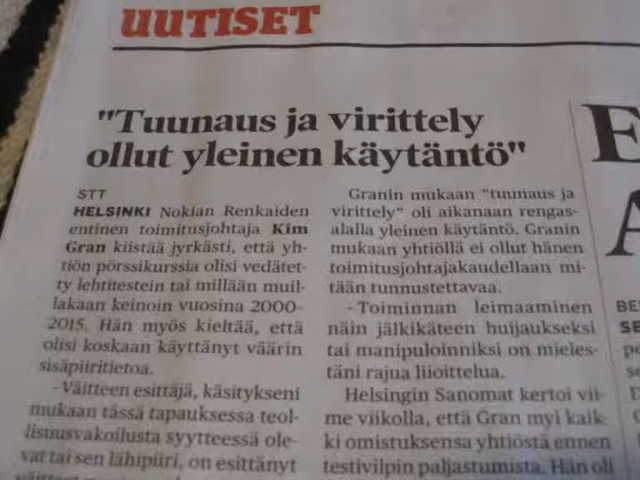 UUTISET
"Tuunaus ja virittely
ollut yleinen käytäntö"
STT
HELSINKI Nokian Renkaiden
entinen toimitusjohtaja Kim
Gran kiistää jyrkästi, että yh-
tiön pörssikurssia olisi vedätet-
ty lehtitestein tai millään muil-
lakaan keinoin vuosina 2000-
2015. Hän myös kieltää, että
olisi koskaan käyttänyt väärin
sisäpiiritietoa.
- Väitteen esittäjä, käsitykseni
mukaan tässä tapauksessa teol-
lisuusvakoilusta syytteessä ole-
vat tai sen lähipiiri, on esittänyt
Granin mukaan "tuunaus ja
virittely" oli aikanaan rengas-
alalla yleinen käytäntö. Granin
mukaan yhtiöllä ei ollut hänen
toimitusjohtajakaudellaan mi-
tään tunnustettavaa.
- Toiminnan leimaaminen
näin jälkikäteen huijaukseksi
tai manipuloinniksi on mieles-
täni rajua liioittelua.
Helsingin Sanomat kertoi vii-
me viikolla, että Gran myi kaik-
ki omistuksensa yhtiöstä ennen
testivilpin paljastumista. Hän oli
E
A
BE
SE
pe
se